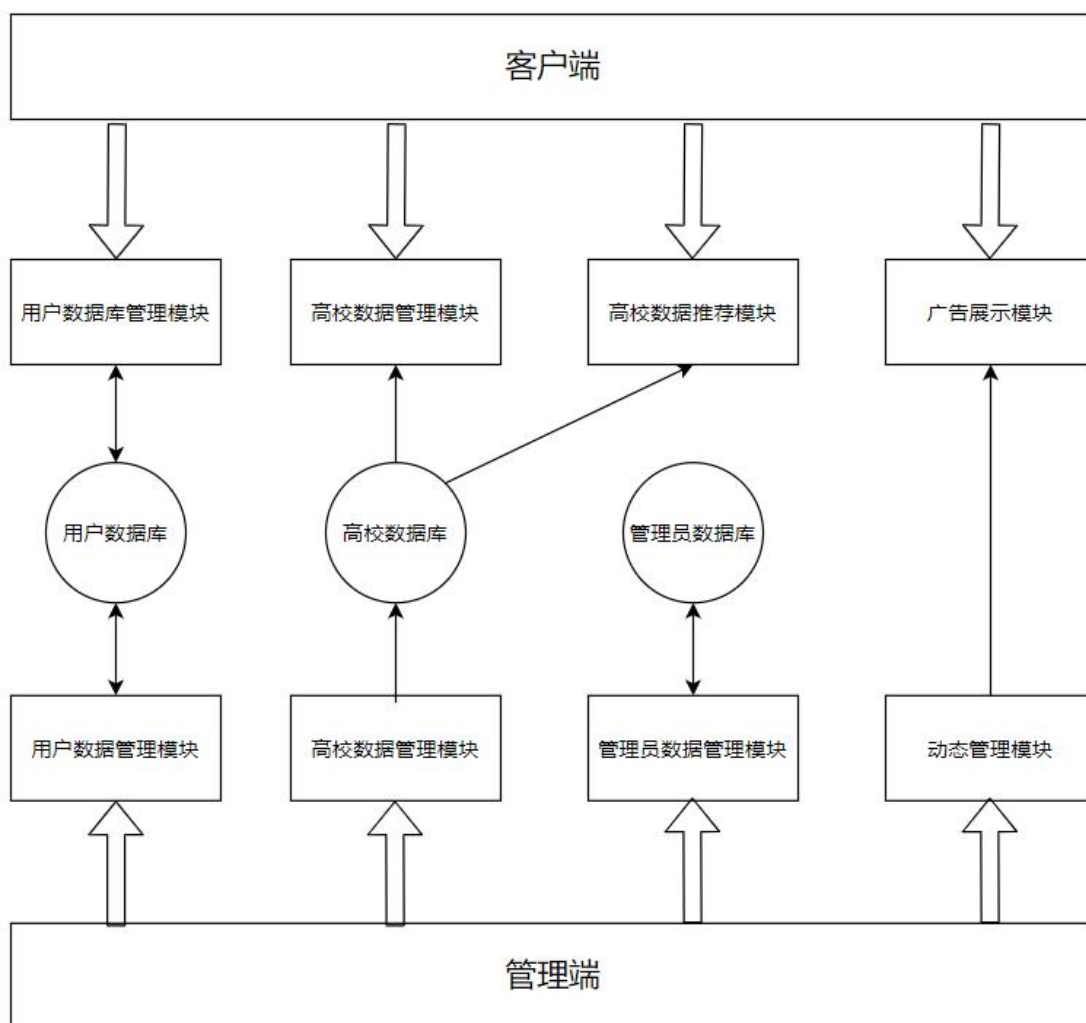 客户端
用户数据库管理模块
高校数据管理模块
高校数据推荐模块
广告展示模块
用户数据库
高校数据库
管理员数据库
用户数据管理模块
高校数据管理模块
管理员数据管理模块
动态管理模块
管理端